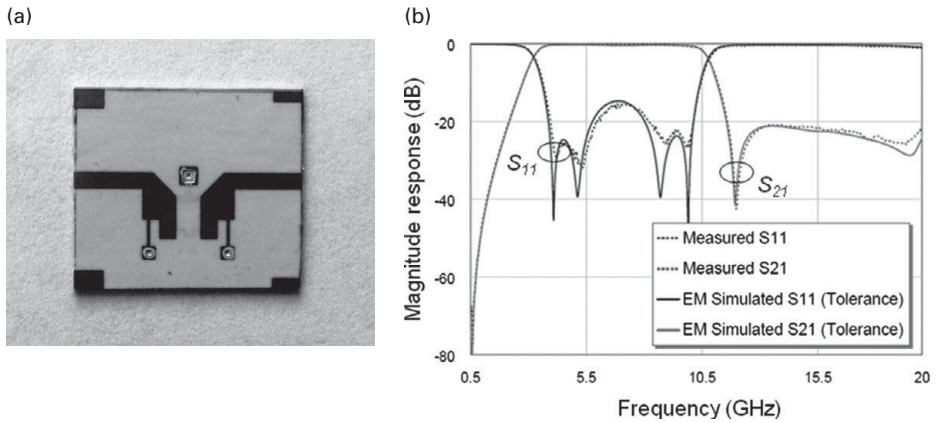 (a)
(b)
0
-20
-40
-60
-80
Magnitude response (dB)
S11
S21
Measured S11
Measured S21
EM Simulated S11 (Tolerance)
EM Simulated S21 (Tolerance)
0.5
5.5
10.5
15.5
20
Frequency (GHz)